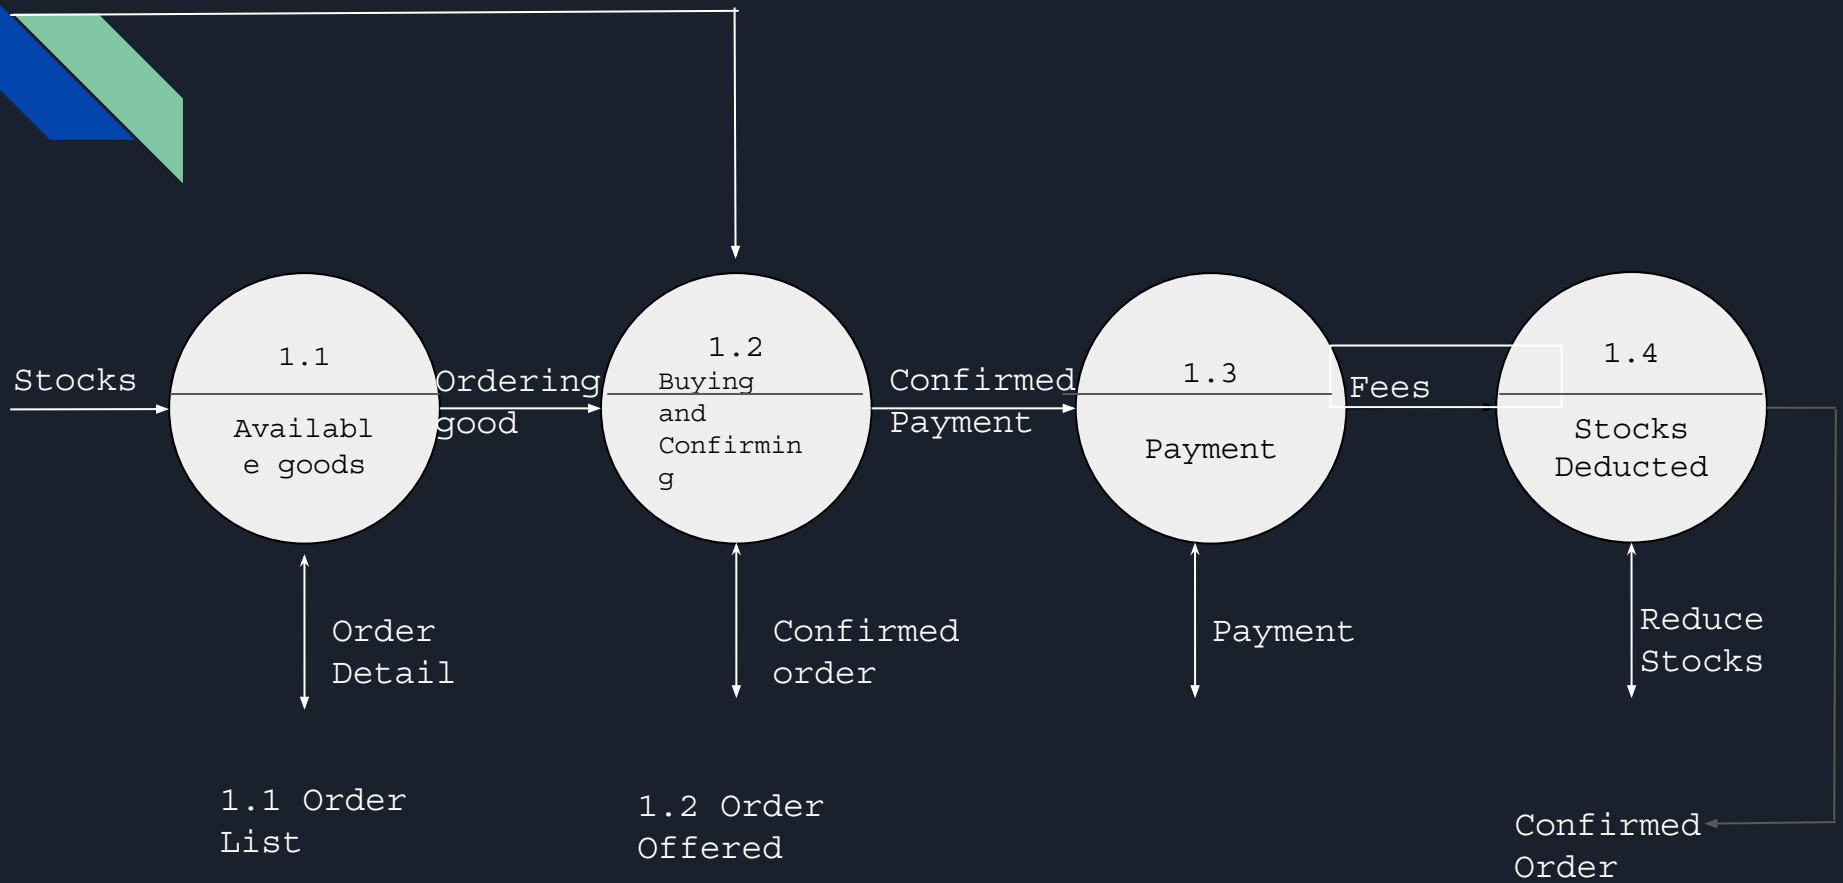 Stocks
1.1
Availabl
e goods
Ordering
good
1.2
Buying
and
Confirmin
g
Confirmed
Payment
1.3
Payment
Fees
1.4
Stocks
Deducted
Order
Detail
Confirmed
order
Payment
Reduce
Stocks
1.1 Order
List
1.2 Order
Offered
Confirmed
Order